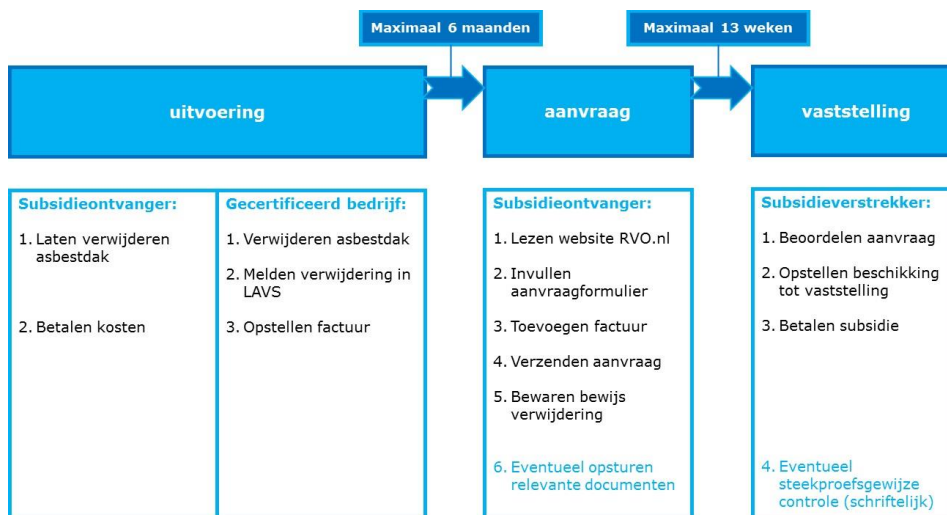 Maximaal 6 maanden
Maximaal 13 weken
uitvoering
aanvraag
vaststelling
Subsidieontvanger:
1. Laten verwijderen
asbestdak
2. Betalen kosten
Gecertificeerd bedrijf:
1. Verwijderen asbestdak
2. Melden verwijdering in
LAVS
3. Opstellen factuur
Subsidieontvanger:
1. Lezen website RVO.nl
2. Invullen
aanvraagformulier
3. Toevoegen factuur
4. Verzenden aanvraag
5. Bewaren bewijs
verwijdering
6. Eventueel opsturen
relevante documenten
Subsidieverstrekker:
1. Beoordelen aanvraag
2. Opstellen beschikking
tot vaststelling
3. Betalen subsidie
4. Eventueel
steekproefsgewijze
controle (schriftelijk)